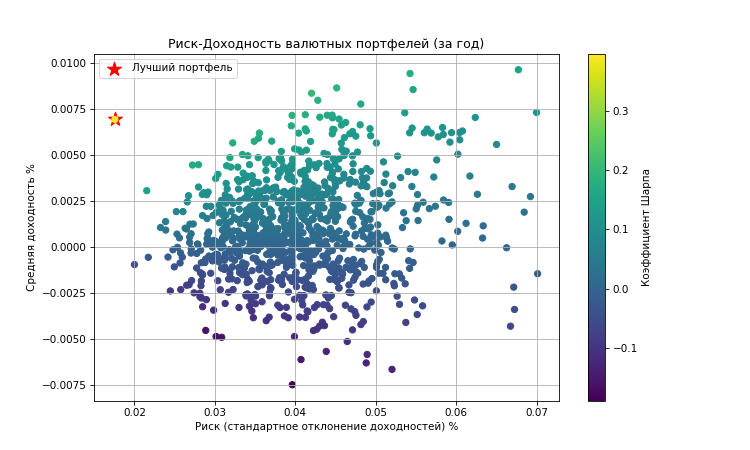 Риск-Доходность валютных портфелей (за год)
Лучший портфель
0.0100
0.0075
0.0050
0.0025
0.0000
−0.0025
−0.0050
−0.0075
Средняя доходность %
0.02 0.03 0.04 0.05 0.06 0.07
Риск (стандартное отклонение доходностей) %
0.3
0.2
0.1
0.0
−0.1
Коэффициент Шарпа